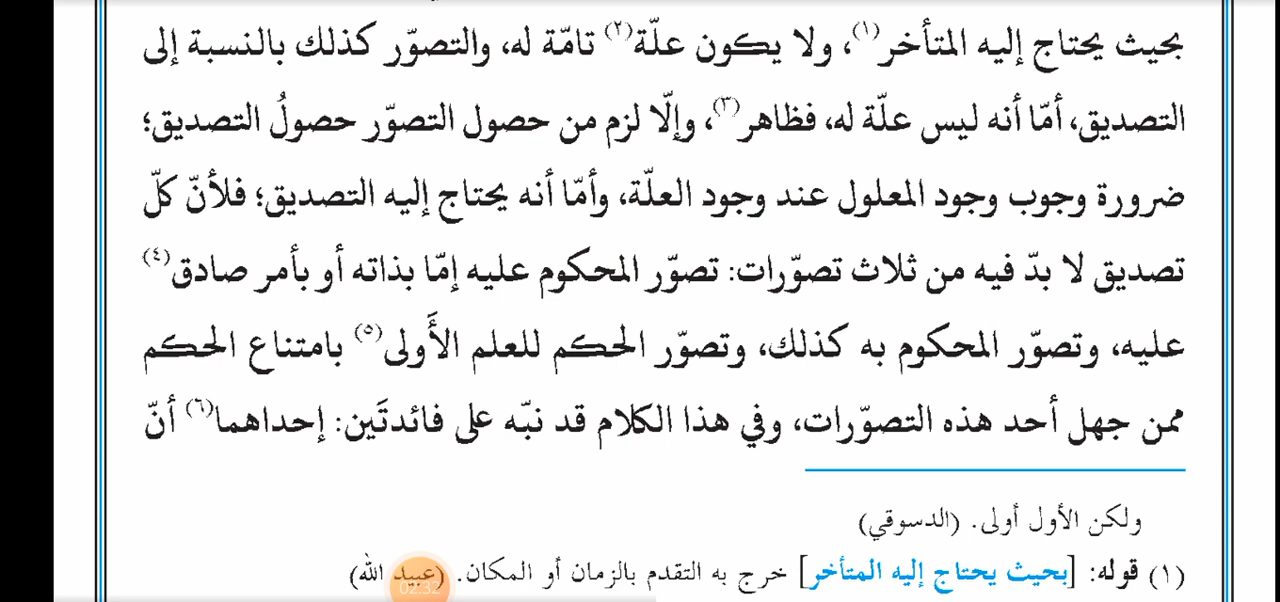 بحيث يحتاج إليه المتأخر(١)، ولا يكون علّة(٢) تامّة له، والتصوّر كذلك بالنسبة إلى
التصديق، أمّا أنه ليس علّة له، فظاهر(٣)، وإلّا لزم من حصول التصوّر حصولُ التصديق؛
ضرورة وجوب وجود المعلول عند وجود العلّة، وأمّا أنه يحتاج إليه التصديق؛ فلأنّ كلّ
تصديق لا بدّ فيه من ثلاث تصوّرات: تصوّر المحكوم عليه إمّا بذاته أو بأمر صادق(٤)
عليه، وتصوّر المحكوم به كذلك، وتصوّر الحكم للعلم الأَولى(٥) بامتناع الحكم
ممن جهل أحد هذه التصوّرات، وفي هذا الكلام قد نبّه على فائدتَين: إحداهما(٦) أنّ
ولكن الأول أولى. (الدسوقي)
(١) قوله: [بحيث يحتاج إليه المتأخر] خرج به التقدم بالزمان أو المكان. (عبيد الله)
02:32